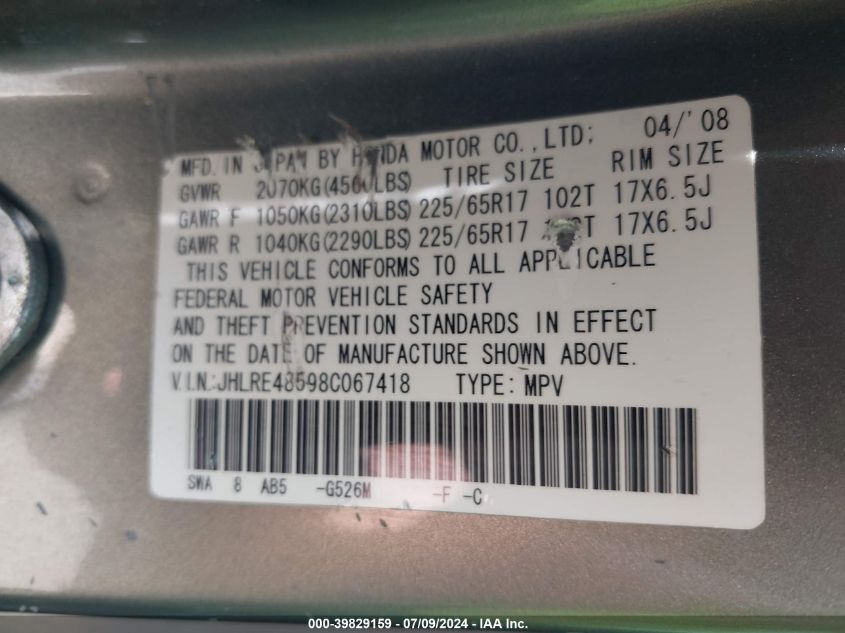 MFD. IN JAPAN BY HONDA MOTOR CO., LTD; 04/'08
GVWR 2070KG(4560LBS) TIRE SIZE RIM SIZE
GAWR F 1050KG(2310LBS) 225/65R17 102T 17X6.5J
GAWR R 1040KG(2290LBS) 225/65R17 102T 17X6.5J
THIS VEHICLE CONFORMS TO ALL APPLICABLE
FEDERAL MOTOR VEHICLE SAFETY
AND THEFT PREVENTION STANDARDS IN EFFECT
ON THE DATE OF MANUFACTURE SHOWN ABOVE.
V.I.N.:JHLRE48598C067418 TYPE: MPV
SWA 8 AB5 -G526M -F -C
000-39829159 - 07/09/2024 - IAA Inc.